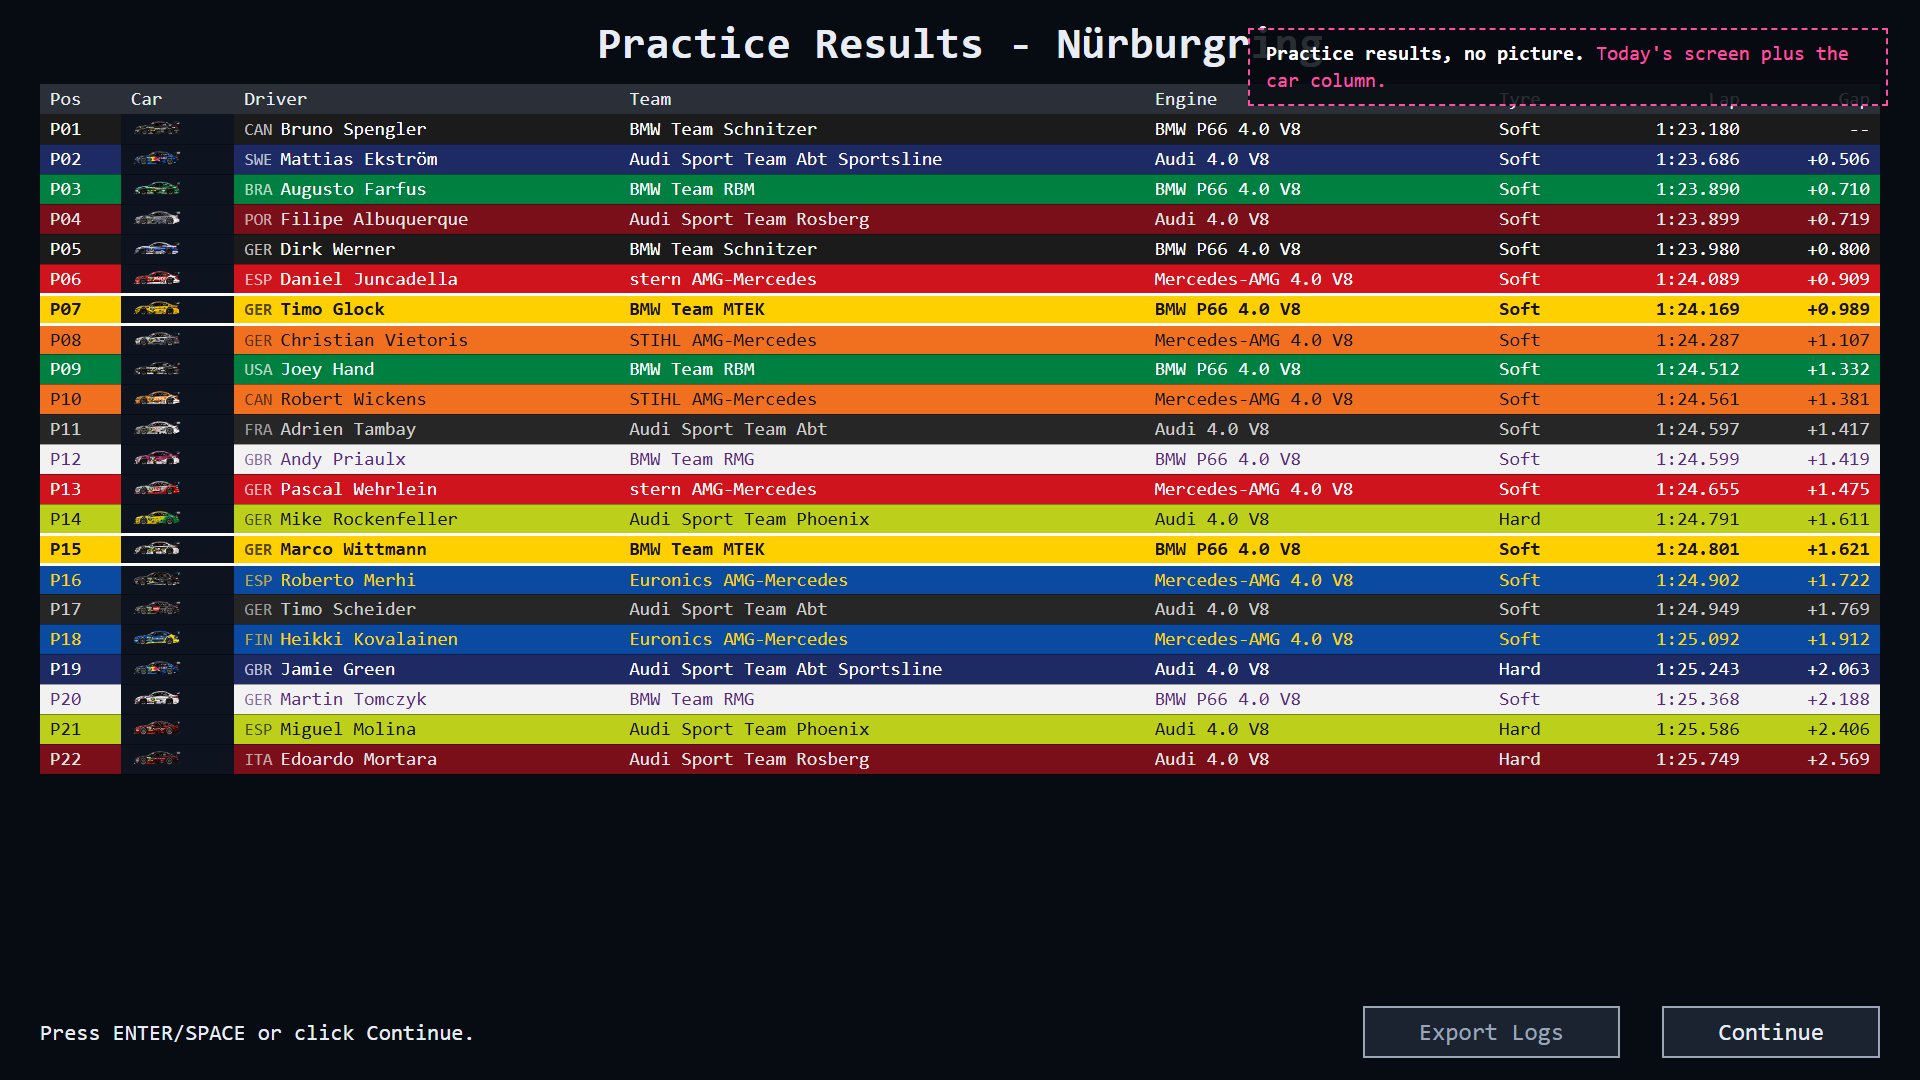 Practice Results - Nürburgring
Practice results, no picture. Today's screen plus the
car column.
Pos Car Driver Team Engine Tyre Lap Gap
P01 CAN Bruno Spengler BMW Team Schnitzer BMW P66 4.0 V8 Soft 1:23.180 --
P02 SWE Mattias Ekström Audi Sport Team Abt Sportsline Audi 4.0 V8 Soft 1:23.686 +0.506
P03 BRA Augusto Farfus BMW Team RBM BMW P66 4.0 V8 Soft 1:23.890 +0.710
P04 POR Filipe Albuquerque Audi Sport Team Rosberg Audi 4.0 V8 Soft 1:23.899 +0.719
P05 GER Dirk Werner BMW Team Schnitzer BMW P66 4.0 V8 Soft 1:23.980 +0.800
P06 ESP Daniel Juncadella stern AMG-Mercedes Mercedes-AMG 4.0 V8 Soft 1:24.089 +0.909
P07 GER Timo Glock BMW Team MTEK BMW P66 4.0 V8 Soft 1:24.169 +0.989
P08 GER Christian Vietoris STIHL AMG-Mercedes Mercedes-AMG 4.0 V8 Soft 1:24.287 +1.107
P09 USA Joey Hand BMW Team RBM BMW P66 4.0 V8 Soft 1:24.512 +1.332
P10 CAN Robert Wickens STIHL AMG-Mercedes Mercedes-AMG 4.0 V8 Soft 1:24.561 +1.381
P11 FRA Adrien Tambay Audi Sport Team Abt Audi 4.0 V8 Soft 1:24.597 +1.417
P12 GBR Andy Priaulx BMW Team RMG BMW P66 4.0 V8 Soft 1:24.599 +1.419
P13 GER Pascal Wehrlein stern AMG-Mercedes Mercedes-AMG 4.0 V8 Soft 1:24.655 +1.475
P14 GER Mike Rockenfeller Audi Sport Team Phoenix Audi 4.0 V8 Hard 1:24.791 +1.611
P15 GER Marco Wittmann BMW Team MTEK BMW P66 4.0 V8 Soft 1:24.801 +1.621
P16 ESP Roberto Merhi Euronics AMG-Mercedes Mercedes-AMG 4.0 V8 Soft 1:24.902 +1.722
P17 GER Timo Scheider Audi Sport Team Abt Audi 4.0 V8 Soft 1:24.949 +1.769
P18 FIN Heikki Kovalainen Euronics AMG-Mercedes Mercedes-AMG 4.0 V8 Soft 1:25.092 +1.912
P19 GBR Jamie Green Audi Sport Team Abt Sportsline Audi 4.0 V8 Hard 1:25.243 +2.063
P20 GER Martin Tomczyk BMW Team RMG BMW P66 4.0 V8 Soft 1:25.368 +2.188
P21 ESP Miguel Molina Audi Sport Team Phoenix Audi 4.0 V8 Hard 1:25.586 +2.406
P22 ITA Edoardo Mortara Audi Sport Team Rosberg Audi 4.0 V8 Hard 1:25.749 +2.569
Press ENTER/SPACE or click Continue.
Export Logs
Continue